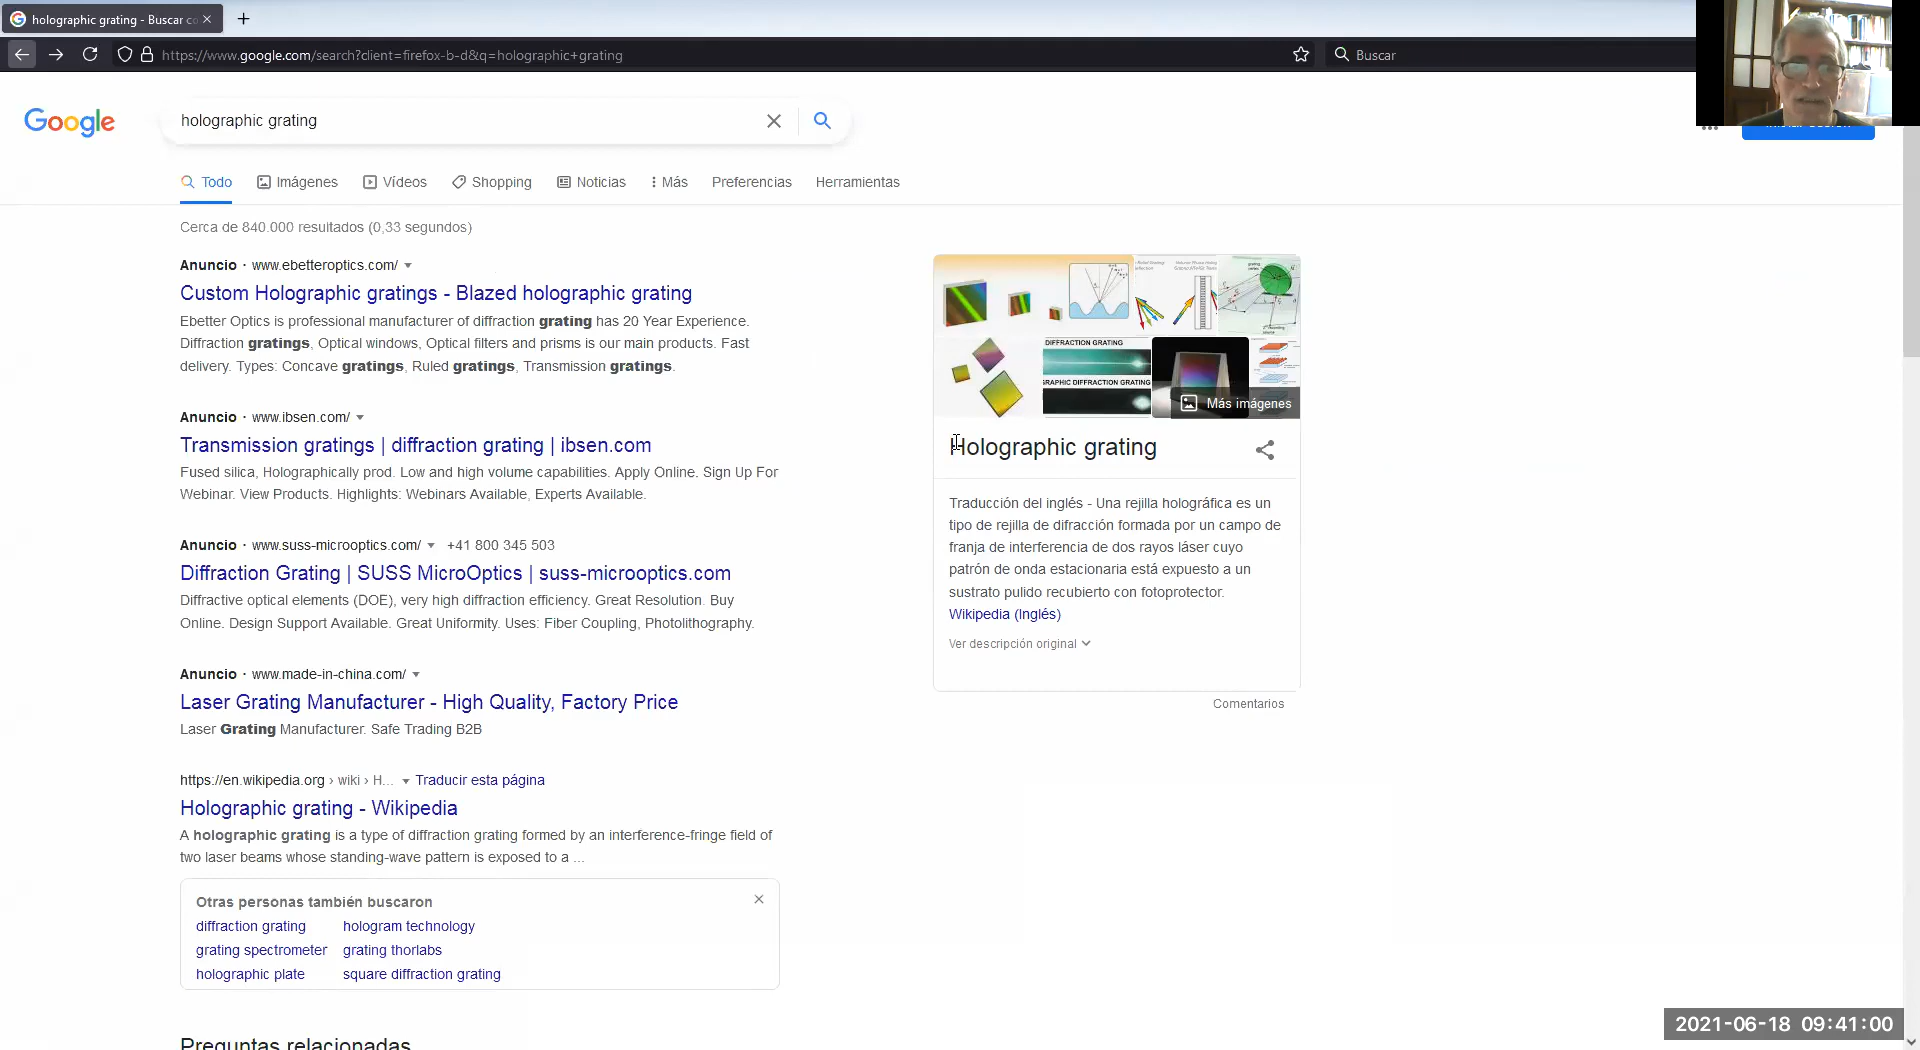 holographic grating - Buscar co
https://www.google.com/search?client=firefox-b-d&q=holographic+grating
Buscar
Google
holographic grating
Todo
Imágenes
Vídeos
Shopping
Noticias
Más
Preferencias
Herramientas
Cerca de 840.000 resultados (0,33 segundos)
Anuncio · www.ebetteroptics.com/
Custom Holographic gratings - Blazed holographic grating
Ebetter Optics is professional manufacturer of diffraction grating has 20 Year Experience.
Diffraction gratings, Optical windows, Optical filters and prisms is our main products. Fast
delivery. Types: Concave gratings, Ruled gratings, Transmission gratings.
Anuncio · www.ibsen.com/
Transmission gratings | diffraction grating | ibsen.com
Fused silica, Holographically prod. Low and high volume capabilities. Apply Online. Sign Up For
Webinar. View Products. Highlights: Webinars Available, Experts Available.
Anuncio · www.suss-microoptics.com/ +41 800 345 503
Diffraction Grating | SUSS MicroOptics | suss-microoptics.com
Diffractive optical elements (DOE), very high diffraction efficiency. Great Resolution. Buy
Online. Design Support Available. Great Uniformity. Uses: Fiber Coupling, Photolithography.
Anuncio · www.made-in-china.com/
Laser Grating Manufacturer - High Quality, Factory Price
Laser Grating Manufacturer. Safe Trading B2B
https://en.wikipedia.org › wiki › H... Traducir esta página
Holographic grating - Wikipedia
A holographic grating is a type of diffraction grating formed by an interference-fringe field of
two laser beams whose standing-wave pattern is exposed to a ...
Otras personas también buscaron
diffraction grating
hologram technology
grating spectrometer
grating thorlabs
holographic plate
square diffraction grating
Preguntas relacionadas
DIFFRACTION GRATING
GRAPHIC DIFFRACTION GRATING
Más imágenes
Holographic grating
Traducción del inglés - Una rejilla holográfica es un
tipo de rejilla de difracción formada por un campo de
franja de interferencia de dos rayos láser cuyo
patrón de onda estacionaria está expuesto a un
sustrato pulido recubierto con fotoprotector.
Wikipedia (Inglés)
Ver descripción original
Comentarios
2021-06-18 09:41:00